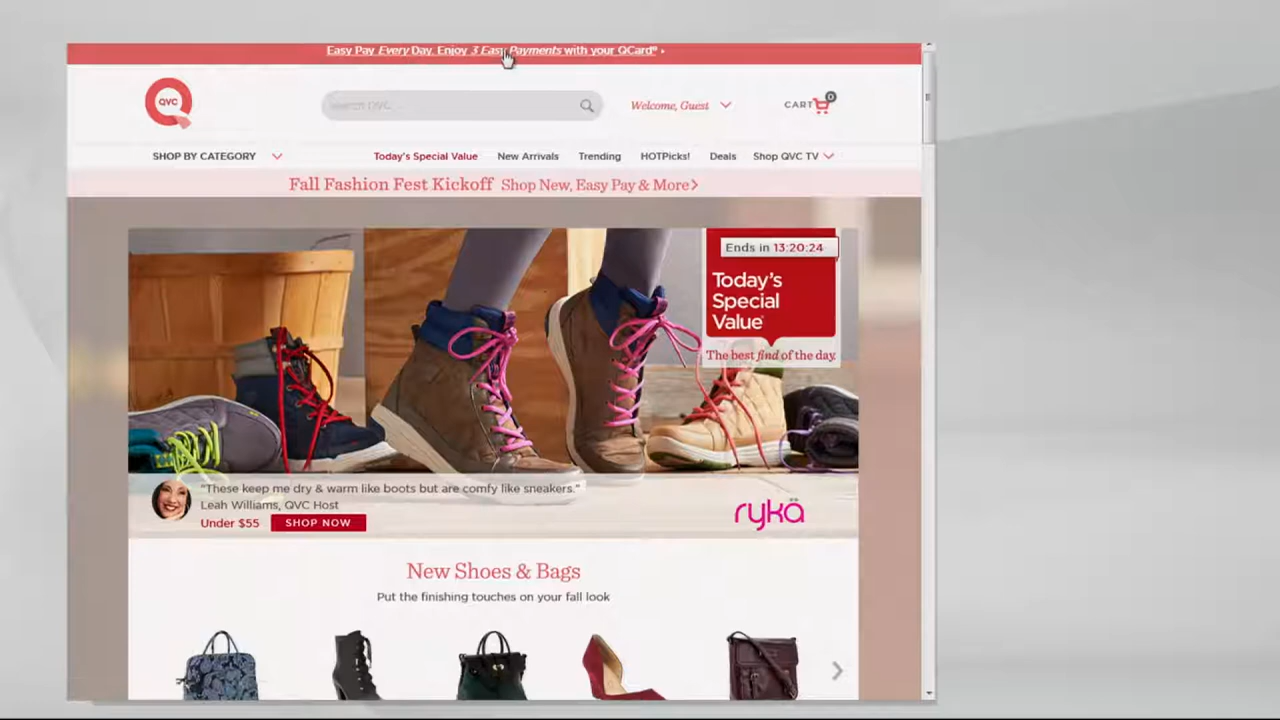 Easy Pay Every Day. Enjoy 3 Easy Payments with your QCard® ▸
QVC
Search QVC...
Welcome, Guest
CART
0
SHOP BY CATEGORY
Today's Special Value
New Arrivals
Trending
HOTPicks!
Deals
Shop QVC TV
Fall Fashion Fest Kickoff Shop New, Easy Pay & More
Ends in 13:20:24
Today's
Special
Value®
The best find of the day.
"These keep me dry & warm like boots but are comfy like sneakers."
Leah Williams, QVC Host
Under $55 SHOP NOW
rykä
New Shoes & Bags
Put the finishing touches on your fall look